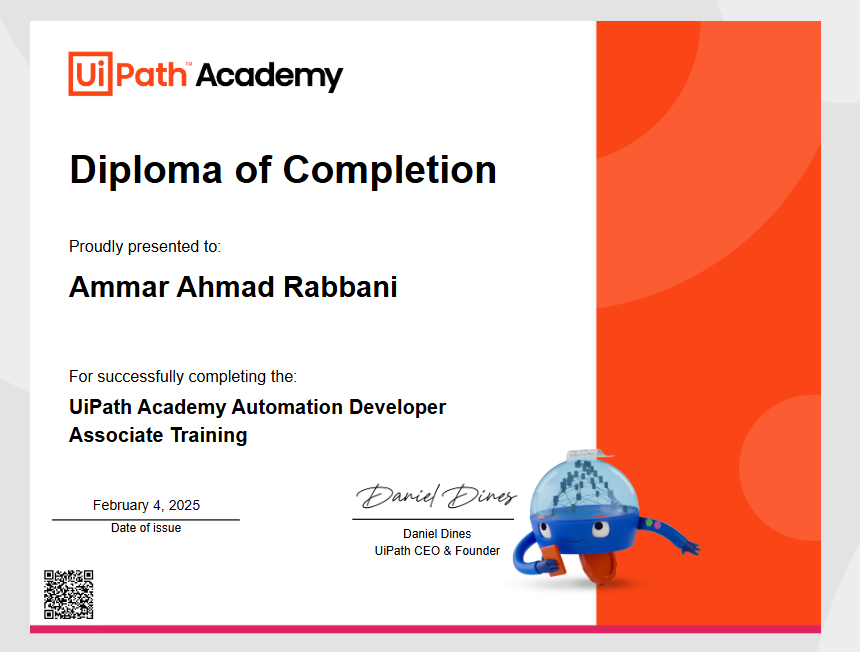 UiPath™ Academy
Diploma of Completion
Proudly presented to:
Ammar Ahmad Rabbani
For successfully completing the:
UiPath Academy Automation Developer
Associate Training
February 4, 2025
Date of issue
Daniel Dines
Daniel Dines
UiPath CEO & Founder